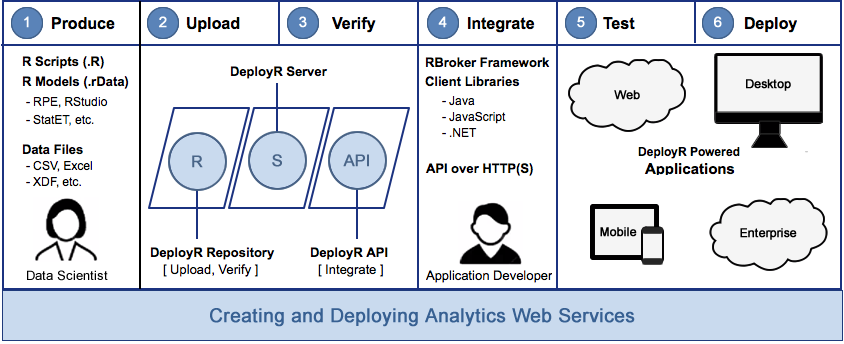 1 Produce
2 Upload
3 Verify
4 Integrate
5 Test
6 Deploy
R Scripts (.R)
R Models (.rData)
- RPE, RStudio
- StatET, etc.
Data Files
- CSV, Excel
- XDF, etc.
Data Scientist
DeployR Server
R
S
API
DeployR Repository
[ Upload, Verify ]
DeployR API
[ Integrate ]
RBroker Framework
Client Libraries
- Java
- JavaScript
- .NET
API over HTTP(S)
Application Developer
Web
Desktop
DeployR Powered
Applications
Mobile
Enterprise
Creating and Deploying Analytics Web Services